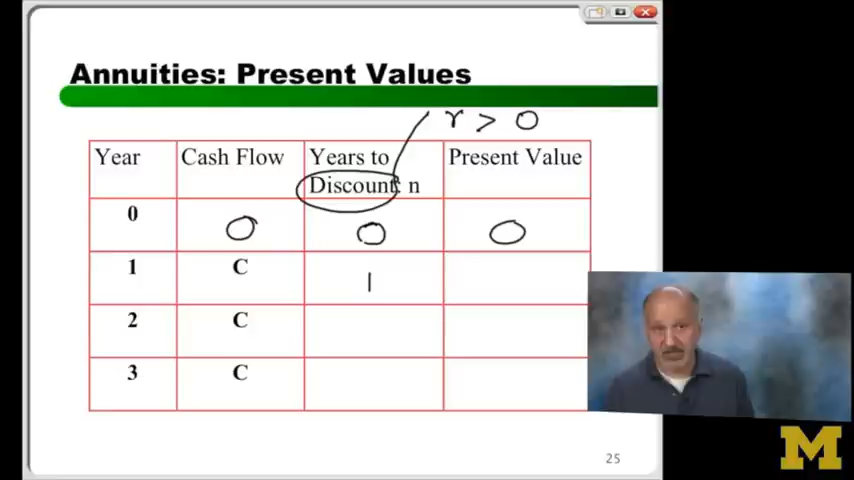 Annuities: Present Values
r > 0
Year Cash Flow Years to Discount: n Present Value
0 0 0 0
1 C 1
2 C
3 C
25
M